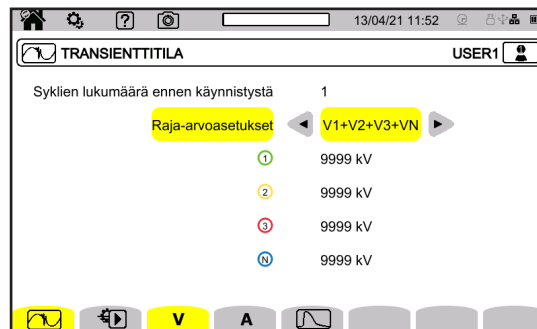 ? 13/04/21 11:52
TRANSIENTTITILA USER1
Syklien lukumäärä ennen käynnistystä 1
Raja-arvoasetukset V1+V2+V3+VN
1 9999 kV
2 9999 kV
3 9999 kV
N 9999 kV
V A